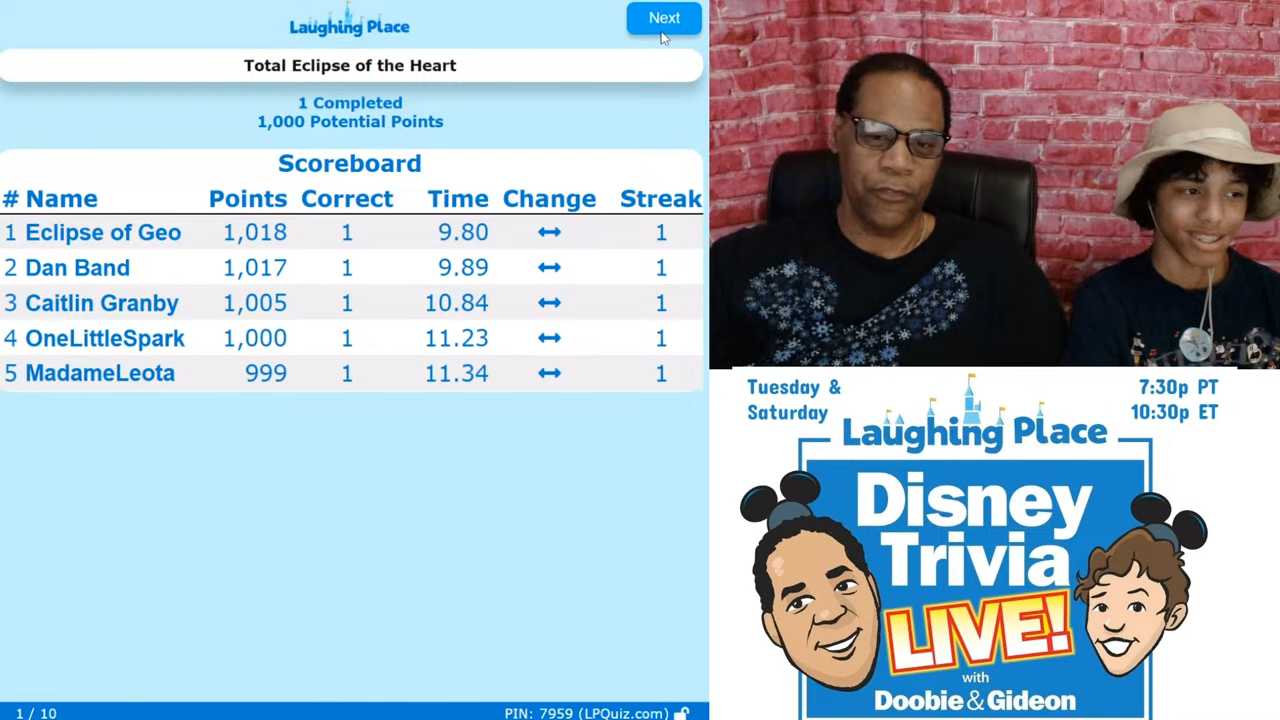 Laughing Place
Next
Total Eclipse of the Heart
1 Completed
1,000 Potential Points
Scoreboard
# Name Points Correct Time Change Streak
1 Eclipse of Geo 1,018 1 9.80 ↔ 1
2 Dan Band 1,017 1 9.89 ↔ 1
3 Caitlin Granby 1,005 1 10.84 ↔ 1
4 OneLittleSpark 1,000 1 11.23 ↔ 1
5 MadameLeota 999 1 11.34 ↔ 1
1 / 10
PIN: 7959 (LPQuiz.com)
Tuesday & 7:30p PT
Saturday 10:30p ET
Laughing Place
Disney
Trivia
LIVE!
with
Doobie & Gideon